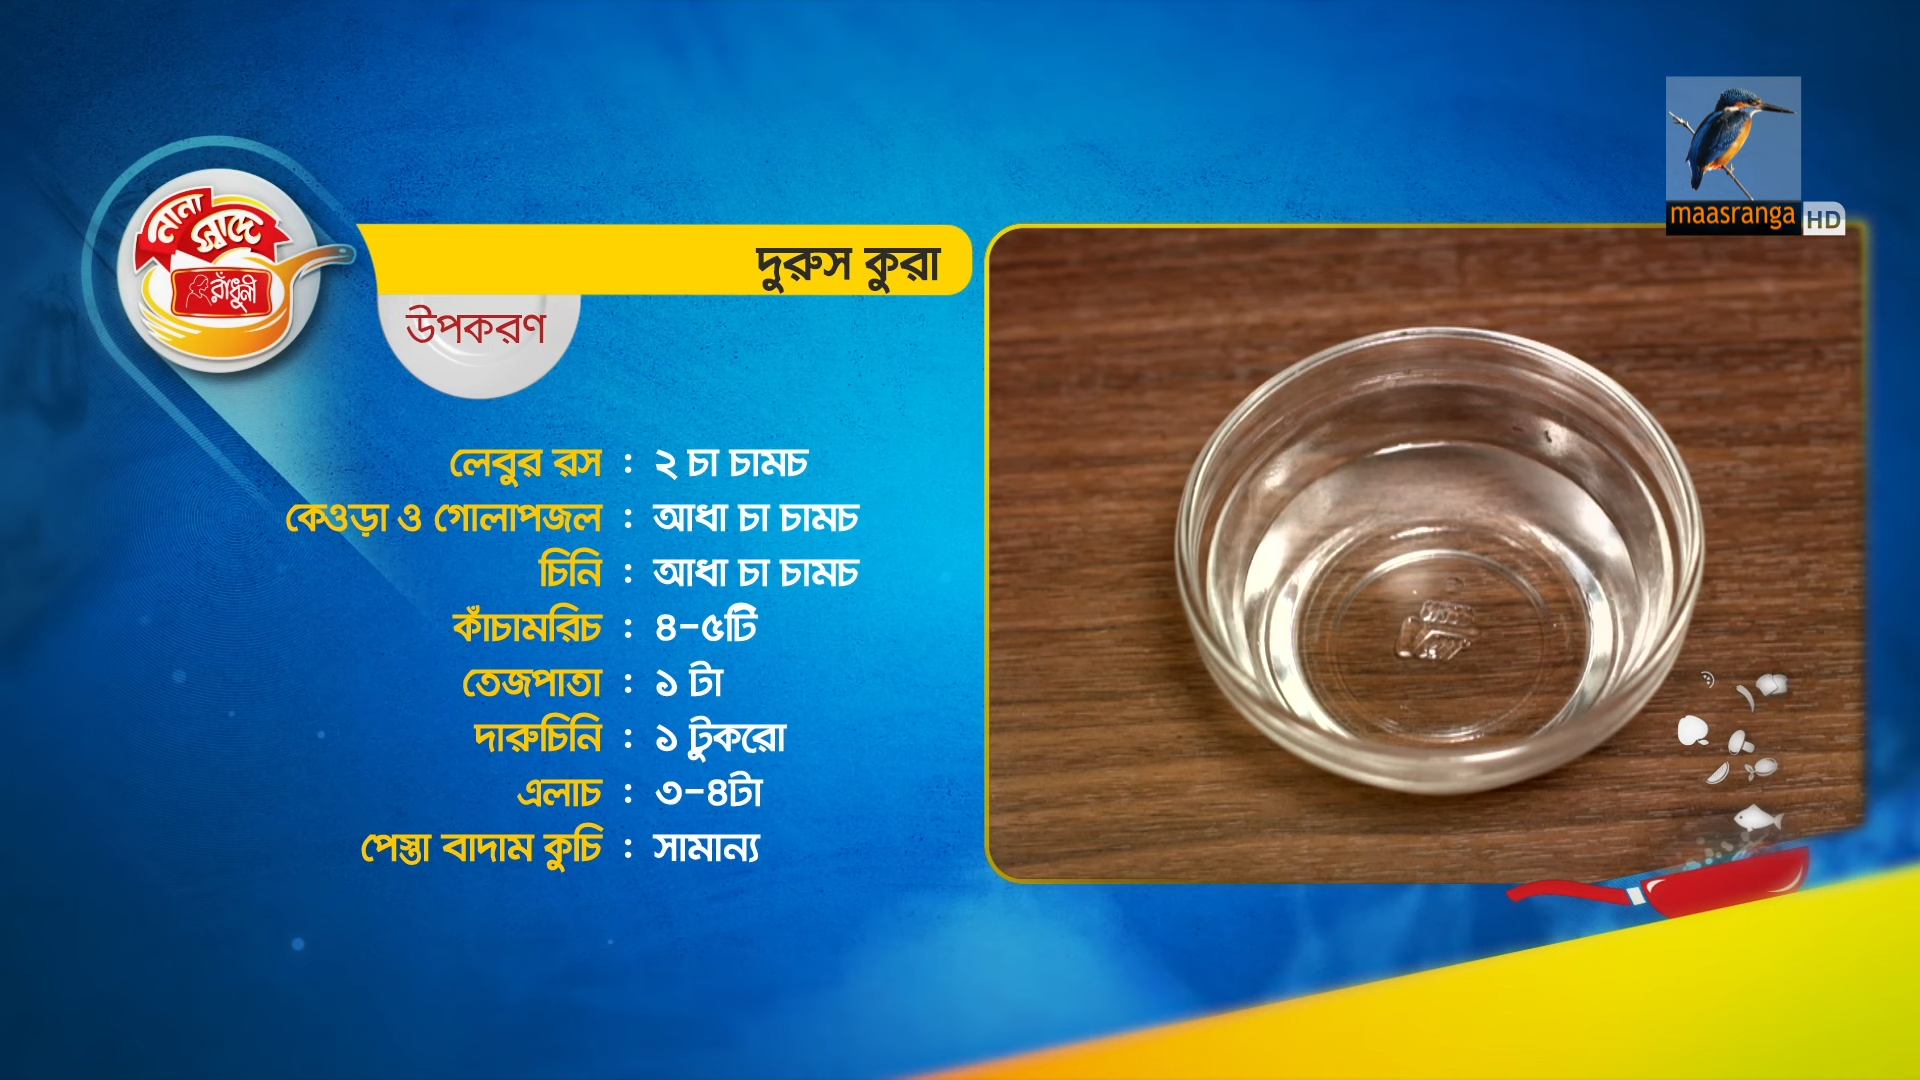 নানা
স্বাদে
রাঁধুনী
দুরুস কুরা
উপকরণ
লেবুর রস : ২ চা চামচ
কেওড়া ও গোলাপজল : আধা চা চামচ
চিনি : আধা চা চামচ
কাঁচামরিচ : ৪-৫টি
তেজপাতা : ১ টা
দারুচিনি : ১ টুকরো
এলাচ : ৩-৪টা
পেস্তা বাদাম কুচি : সামান্য
maasranga HD